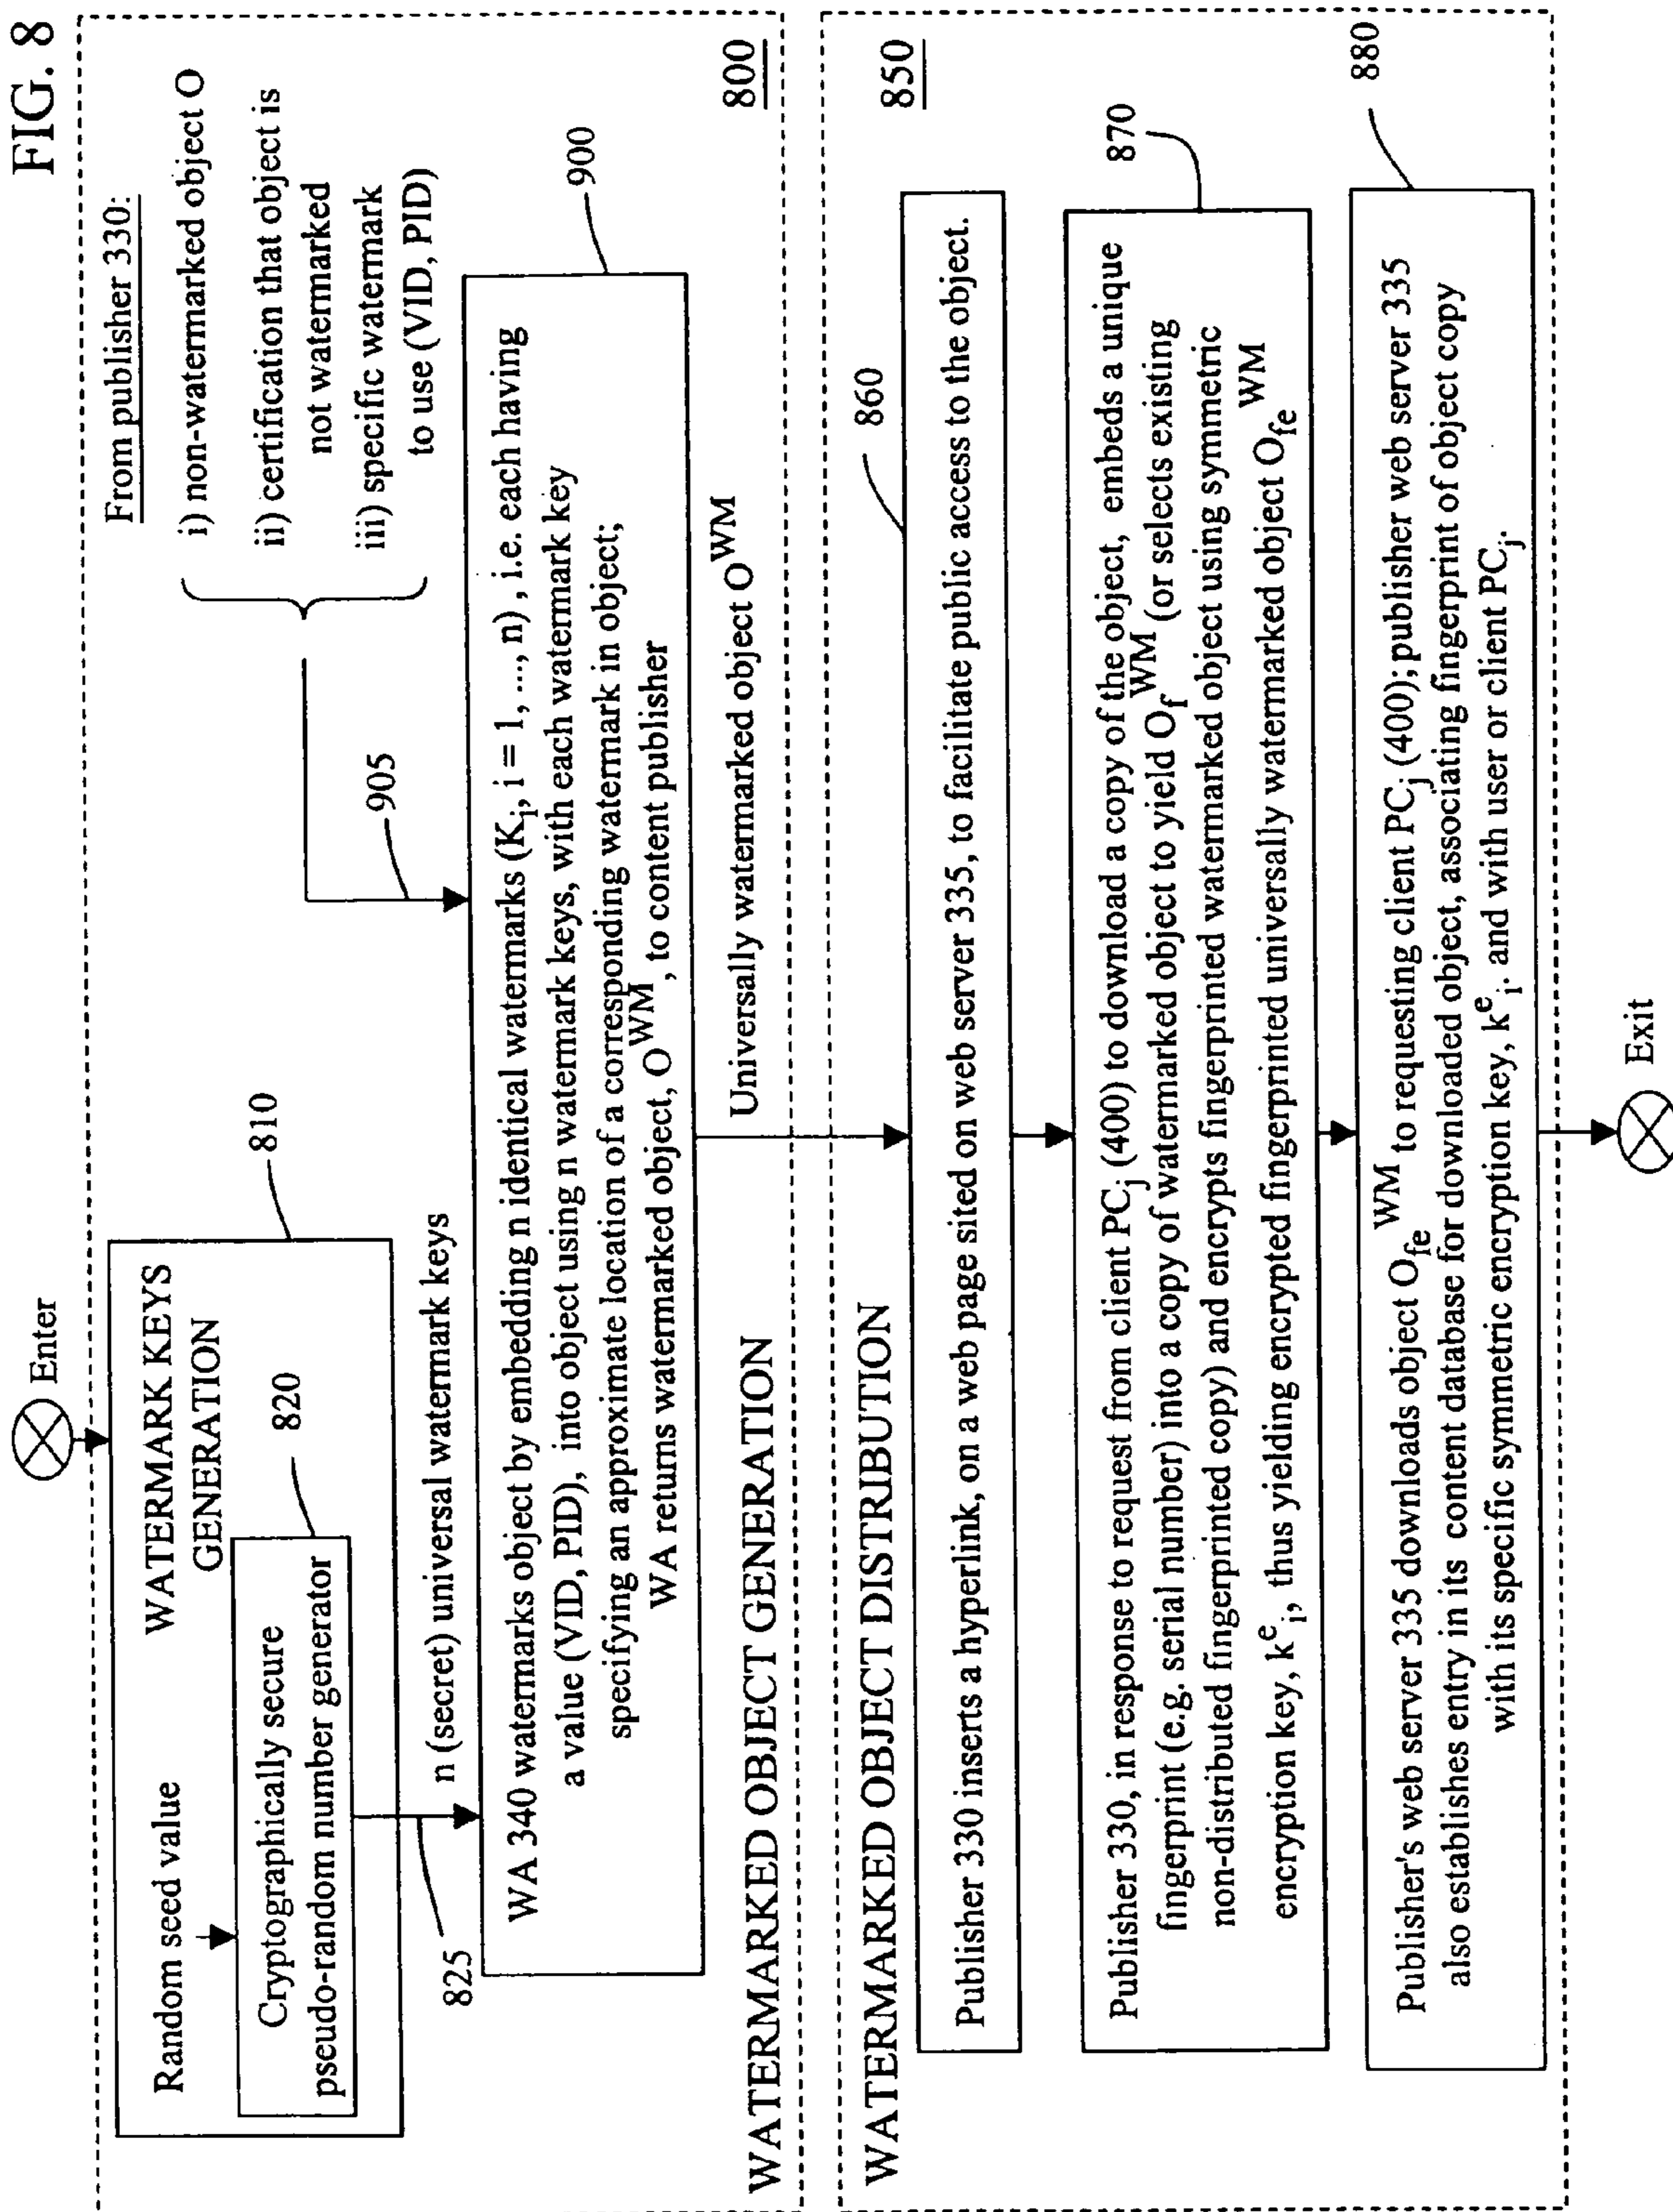 FIG. 8
Enter
WATERMARK KEYS
GENERATION
810
Random seed value
820
Cryptographically secure
pseudo-random number generator
825
n (secret) universal watermark keys
From publisher 330:
i) non-watermarked object O
ii) certification that object is
not watermarked
iii) specific watermark
to use (VID, PID)
905
900
WA 340 watermarks object by embedding n identical watermarks (K_i, i = 1, ..., n) , i.e. each having
a value (VID, PID), into object using n watermark keys, with each watermark key
specifying an approximate location of a corresponding watermark in object;
WA returns watermarked object, O^WM, to content publisher
Universally watermarked object O^WM
WATERMARKED OBJECT GENERATION
800
WATERMARKED OBJECT DISTRIBUTION
850
860
Publisher 330 inserts a hyperlink, on a web page sited on web server 335, to facilitate public access to the object.
870
Publisher 330, in response to request from client PC_j (400) to download a copy of the object, embeds a unique
fingerprint (e.g. serial number) into a copy of watermarked object to yield O_f^WM (or selects existing
non-distributed fingerprinted copy) and encrypts fingerprinted watermarked object using symmetric
encryption key, k^e_i, thus yielding encrypted fingerprinted universally watermarked object O_fe^WM
880
Publisher's web server 335 downloads object O_fe^WM to requesting client PC_j (400); publisher web server 335
also establishes entry in its content database for downloaded object, associating fingerprint of object copy
with its specific symmetric encryption key, k^e_i. and with user or client PC_j.
Exit